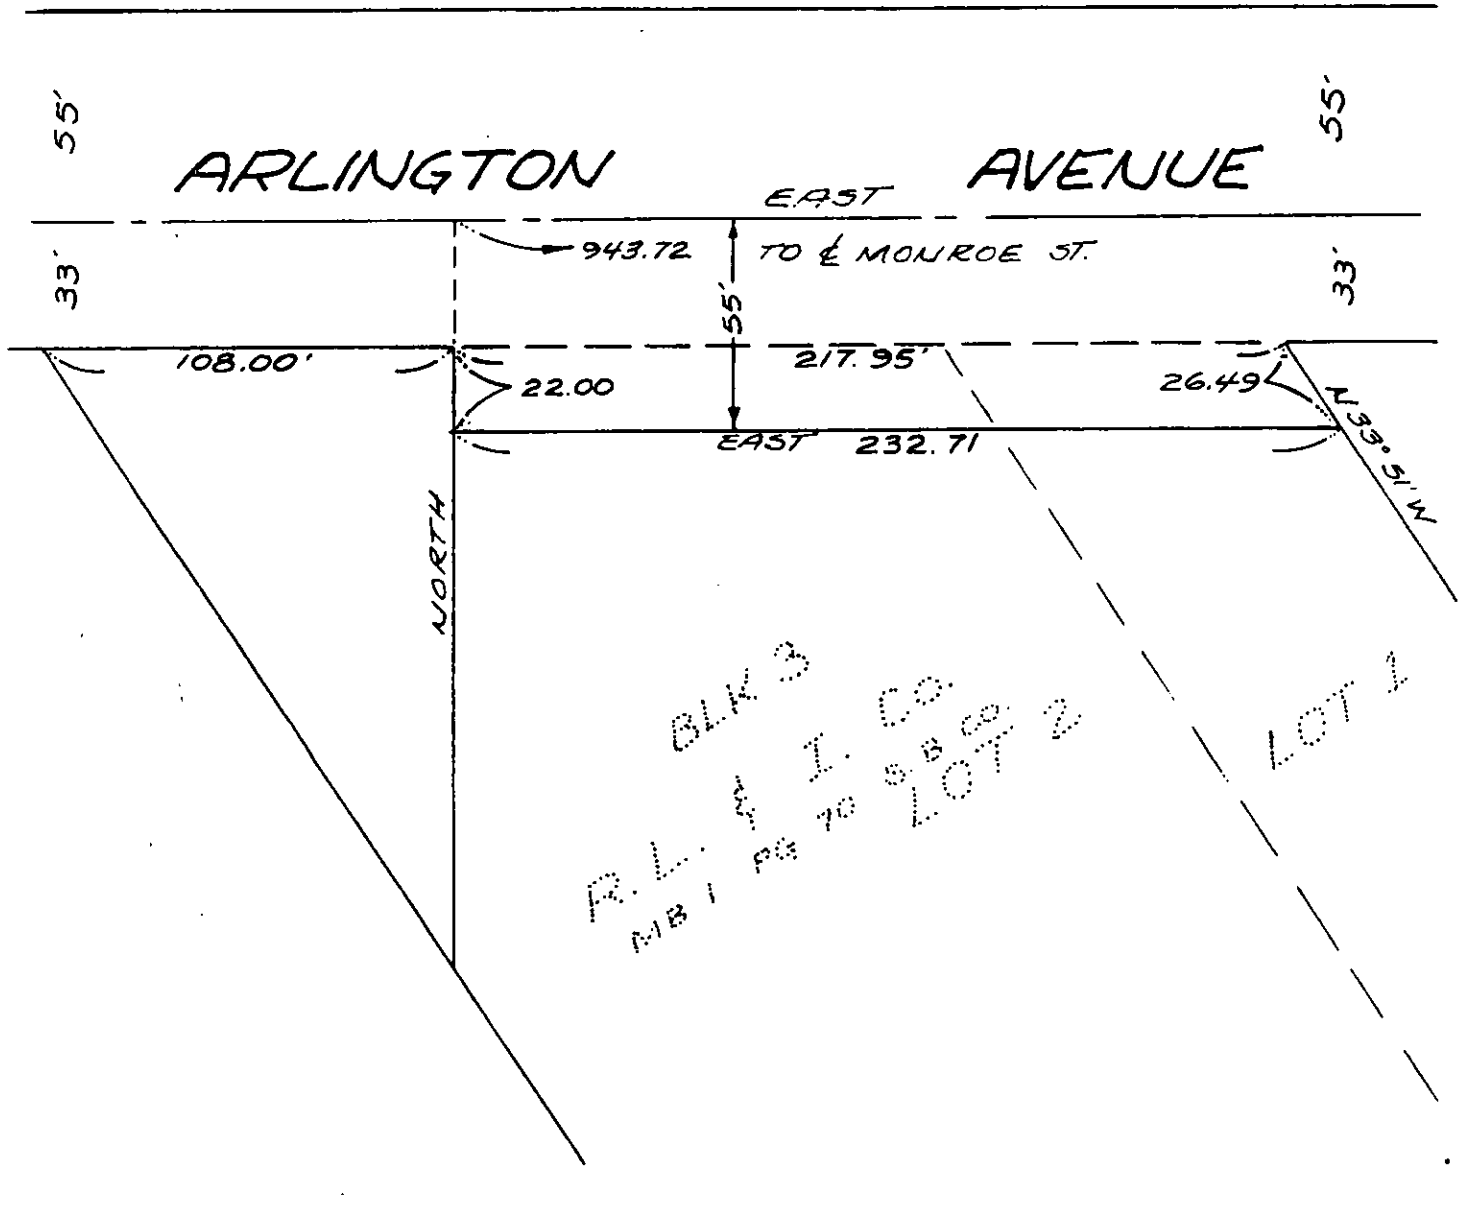 55'
55'
ARLINGTON AVENUE
EAST
943.72 TO ℄ MONROE ST.
33'
33'
55'
108.00'
217.95'
22.00
26.49
EAST 232.71
N 33° 51' W
NORTH
BLK 3
R. L. & I. CO.
MB 1 PG 70 S. B CO.
LOT 2
LOT 1